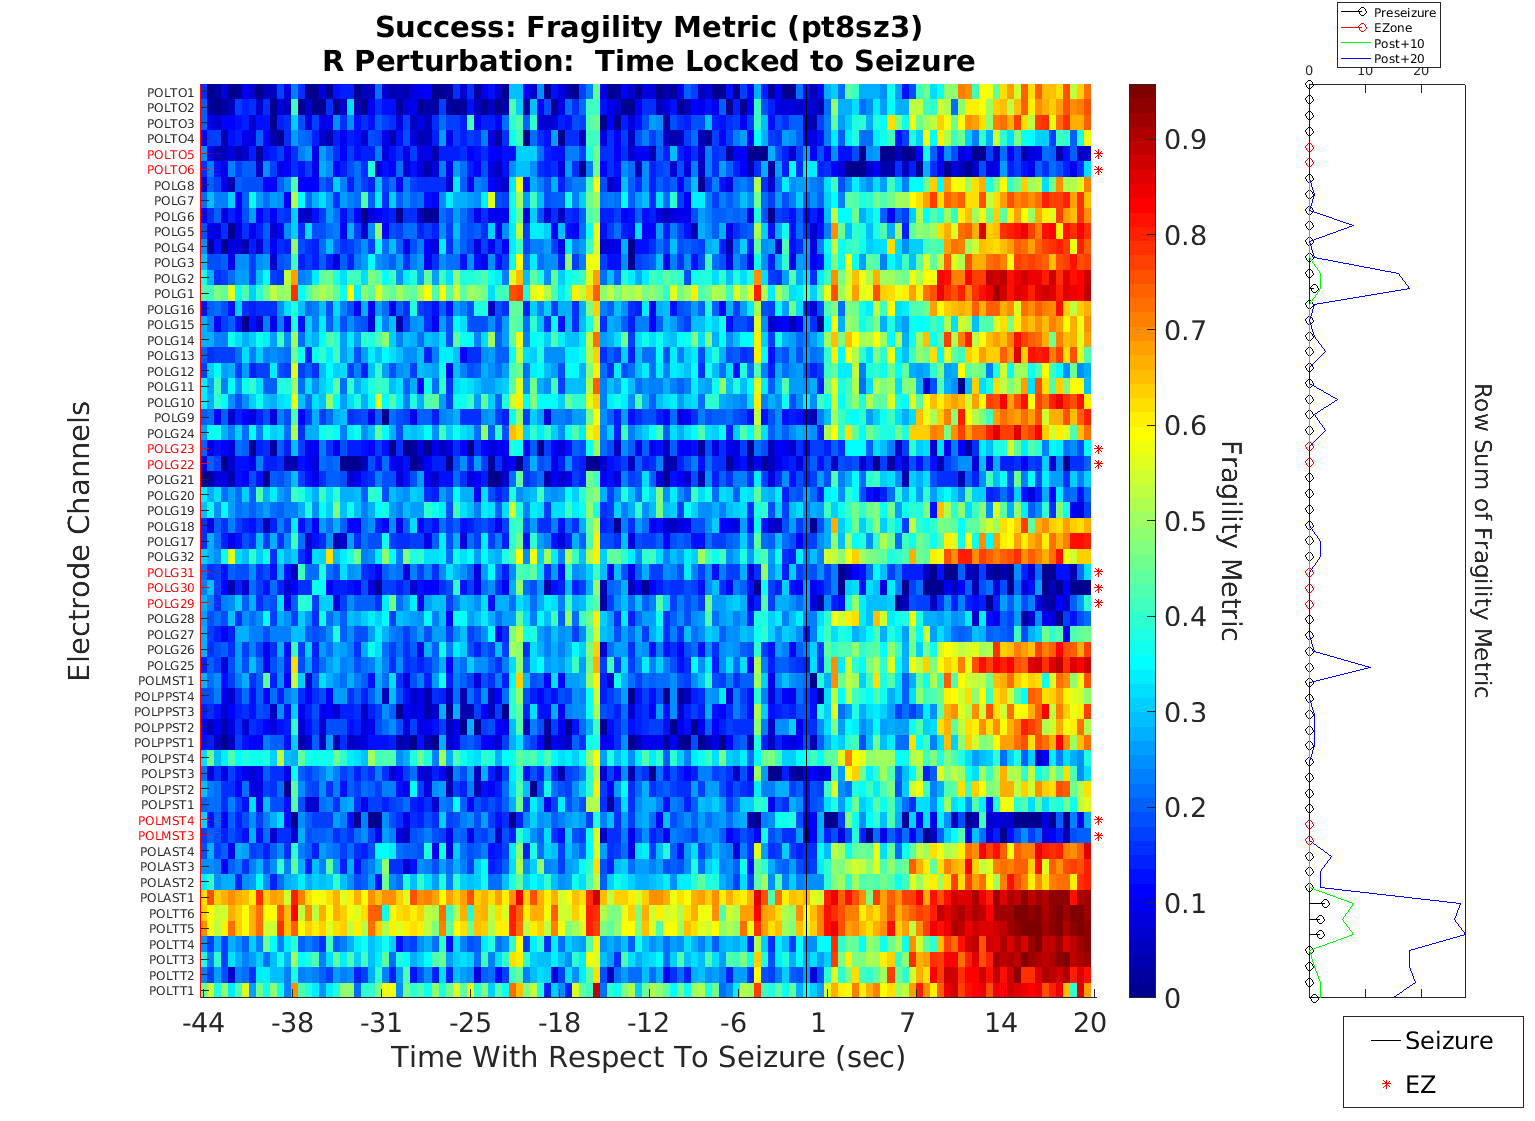 Success: Fragility Metric (pt8sz3)
R Perturbation:  Time Locked to Seizure
Preseizure
EZone
Post+10
Post+20
0 10 20
POLTO1
POLTO2
POLTO3
POLTO4
POLTO5
POLTO6
POLG8
POLG7
POLG6
POLG5
POLG4
POLG3
POLG2
POLG1
POLG16
POLG15
POLG14
POLG13
POLG12
POLG11
POLG10
POLG9
POLG24
POLG23
POLG22
POLG21
POLG20
POLG19
POLG18
POLG17
POLG32
POLG31
POLG30
POLG29
POLG28
POLG27
POLG26
POLG25
POLMST1
POLPPST4
POLPPST3
POLPPST2
POLPPST1
POLPST4
POLPST3
POLPST2
POLPST1
POLMST4
POLMST3
POLAST4
POLAST3
POLAST2
POLAST1
POLTT6
POLTT5
POLTT4
POLTT3
POLTT2
POLTT1
Electrode Channels
-44 -38 -31 -25 -18 -12 -6 1 7 14 20
Time With Respect To Seizure (sec)
0.9
0.8
0.7
0.6
0.5
0.4
0.3
0.2
0.1
0
Fragility Metric
Row Sum of Fragility Metric
Seizure
EZ